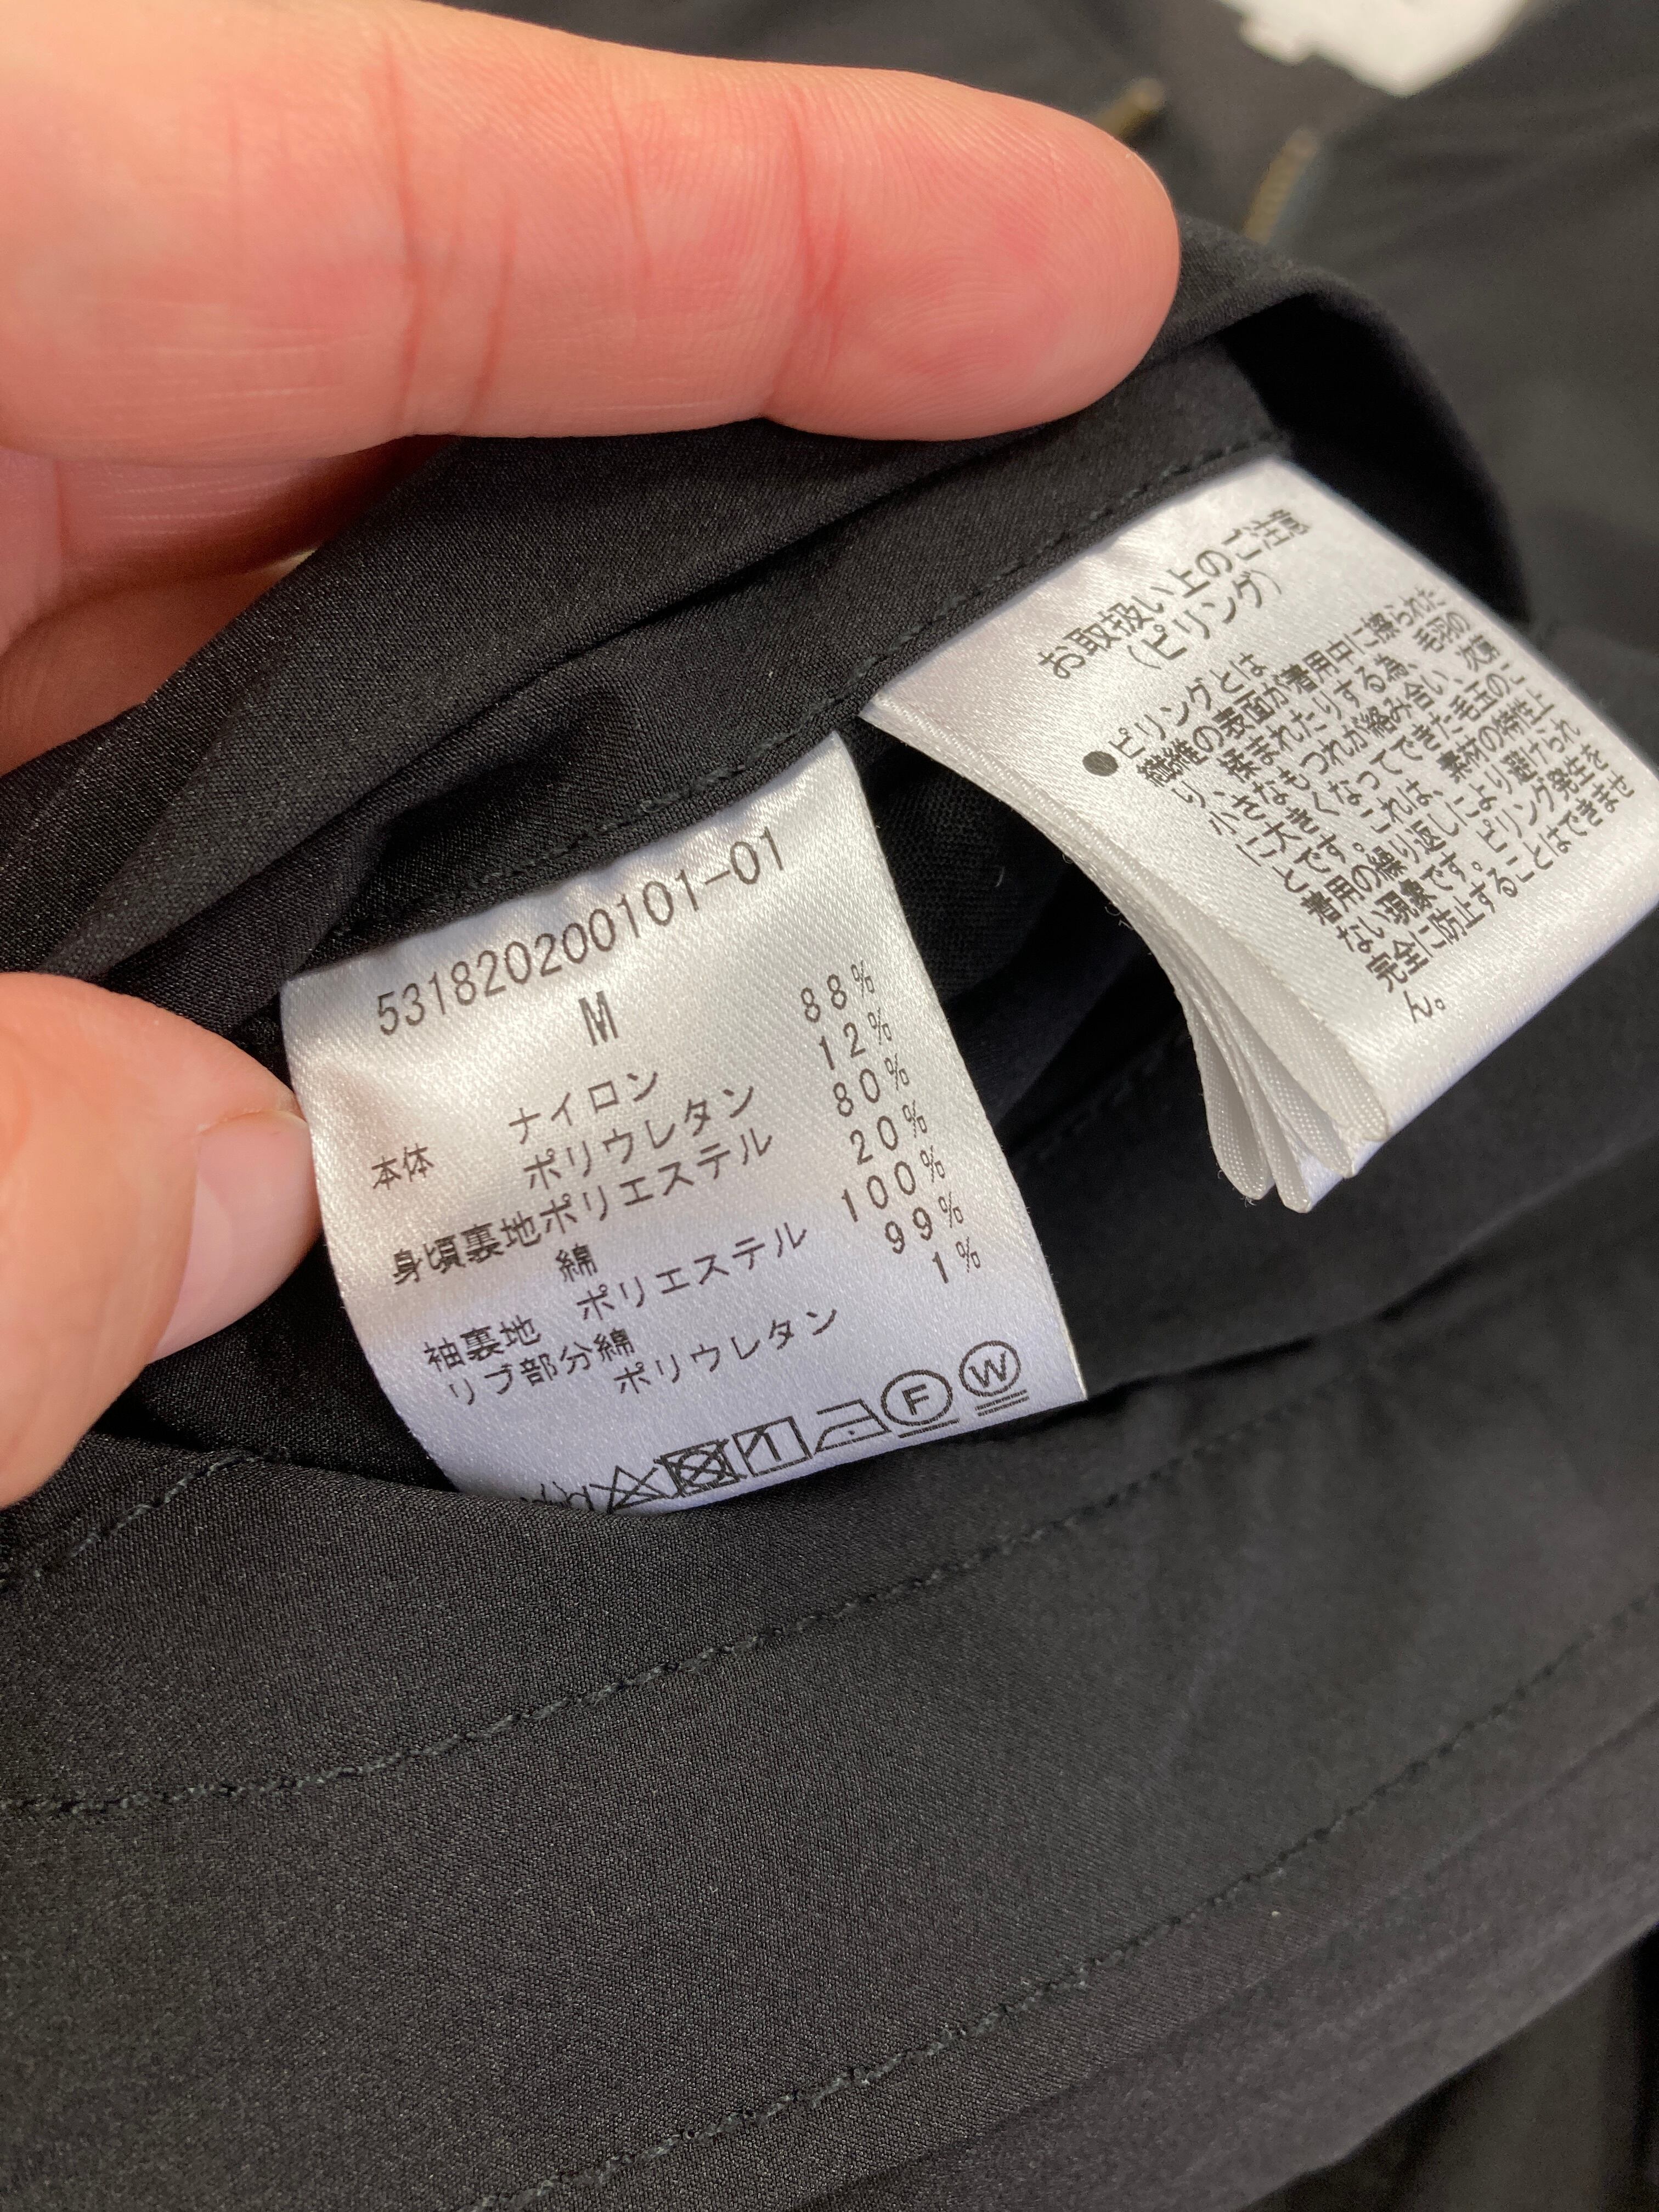 53182020010​1-01
M
本体 ナイロン 88%
ポリウレタン 12%
身頃裏地ポリエステル 80%
綿 20%
袖裏地 ポリエステル 100%
リブ部分綿 99%
ポリウレタン 1%
F W
お取扱い上のご注意
(ピリング)
●ピリングとは
繊維の表面が着用中に擦られた
り、揉まれたりする為、毛羽の
小さなもつれが絡み合い、次第
に大きくなってできた毛玉のこ
とです。これは、素材の特性上
着用の繰り返しにより避けられ
ない現象です。ピリング発生を
完全に防止することはできませ
ん。